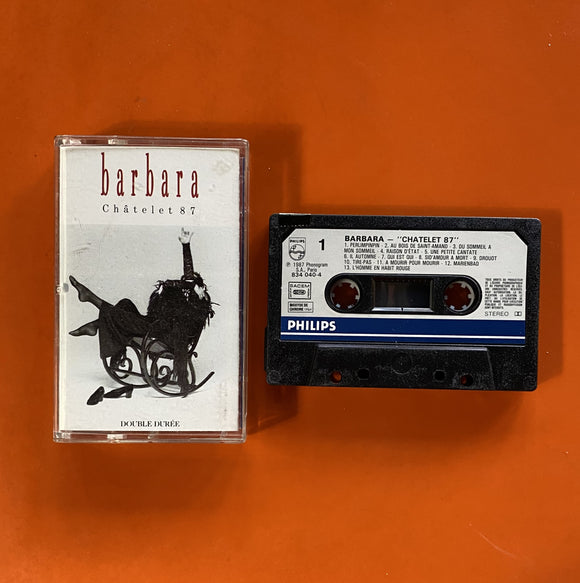 barbara
Châtelet 87
DOUBLE DURÉE
PHILIPS
1
BARBARA – "CHATELET 87"
1. PERLIMPINPIN - 2. AU BOIS DE SAINT-AMAND - 3. DU SOMMEIL A
MON SOMMEIL - 4. RAISON D'ÉTAT - 5. UNE PETITE CANTATE
6. IL AUTOMNE - 7. QUI EST QUI - 8. SID'AMOUR A MORT - 9. DROUOT
10. TIRE-PAS - 11. A MOURIR POUR MOURIR - 12. MARIENBAD
13. L'HOMME EN HABIT ROUGE
℗ 1987 Phonogram
S.A., Paris
834 040-4
SACEM
STEREO
PHILIPS